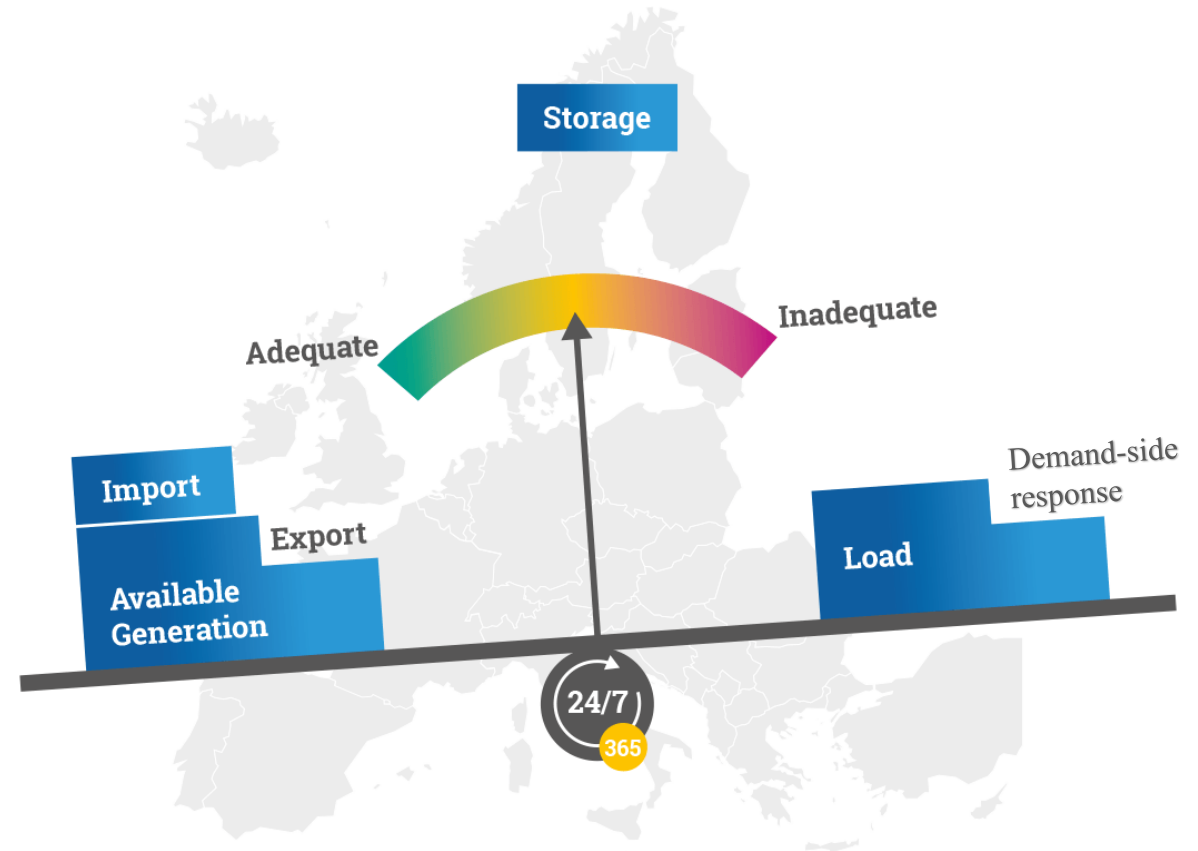 Storage
Adequate
Inadequate
Import
Export
Available
Generation
Demand-side
response
Load
24/7
365